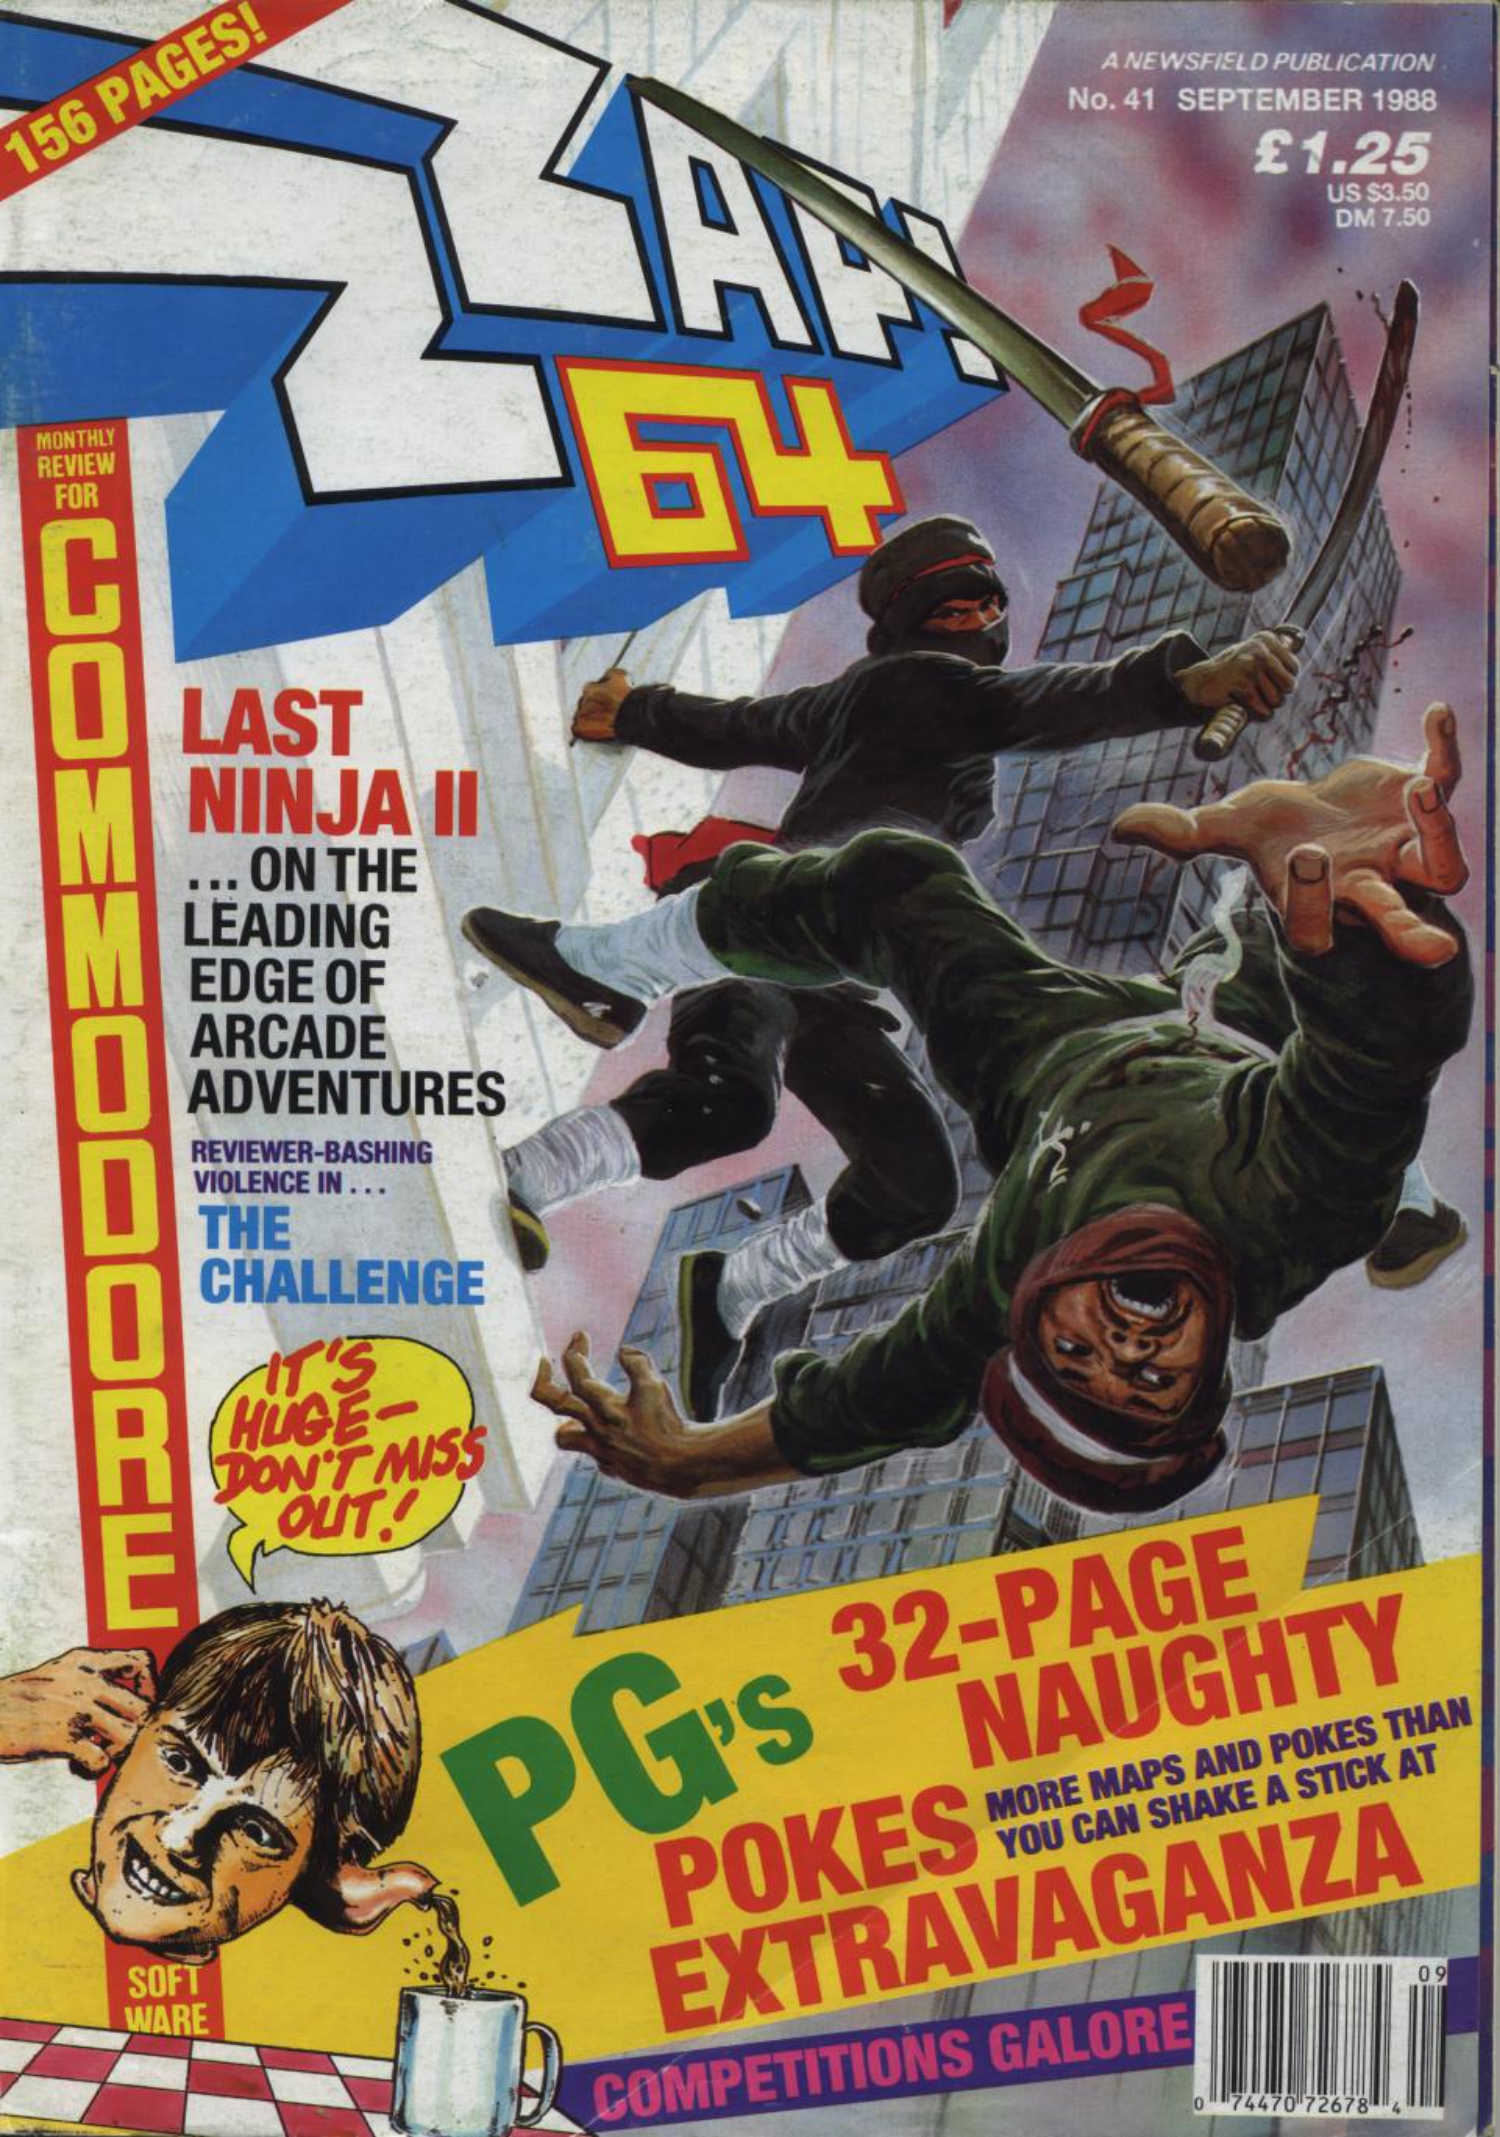 156 PAGES!
A NEWSFIELD PUBLICATION
No. 41 SEPTEMBER 1988
£1.25
US $3.50
DM 7.50
ZZAP!
64
MONTHLY
REVIEW
FOR
COMMODORE
SOFT
WARE
LAST
NINJA II
... ON THE
LEADING
EDGE OF
ARCADE
ADVENTURES
REVIEWER-BASHING
VIOLENCE IN ...
THE
CHALLENGE
IT'S
HUGE—
DON'T MISS
OUT!
PG's 32-PAGE
NAUGHTY
POKES
MORE MAPS AND POKES THAN
YOU CAN SHAKE A STICK AT
EXTRAVAGANZA
COMPETITIONS GALORE
09
0 74470 72678 4